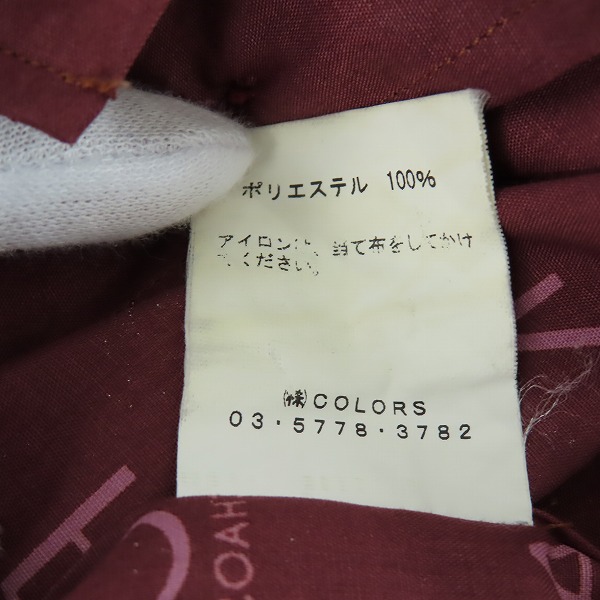 ポリエステル 100%
アイロンは、当て布をしてかけ
てください。
㈱COLORS
03・5778・3782